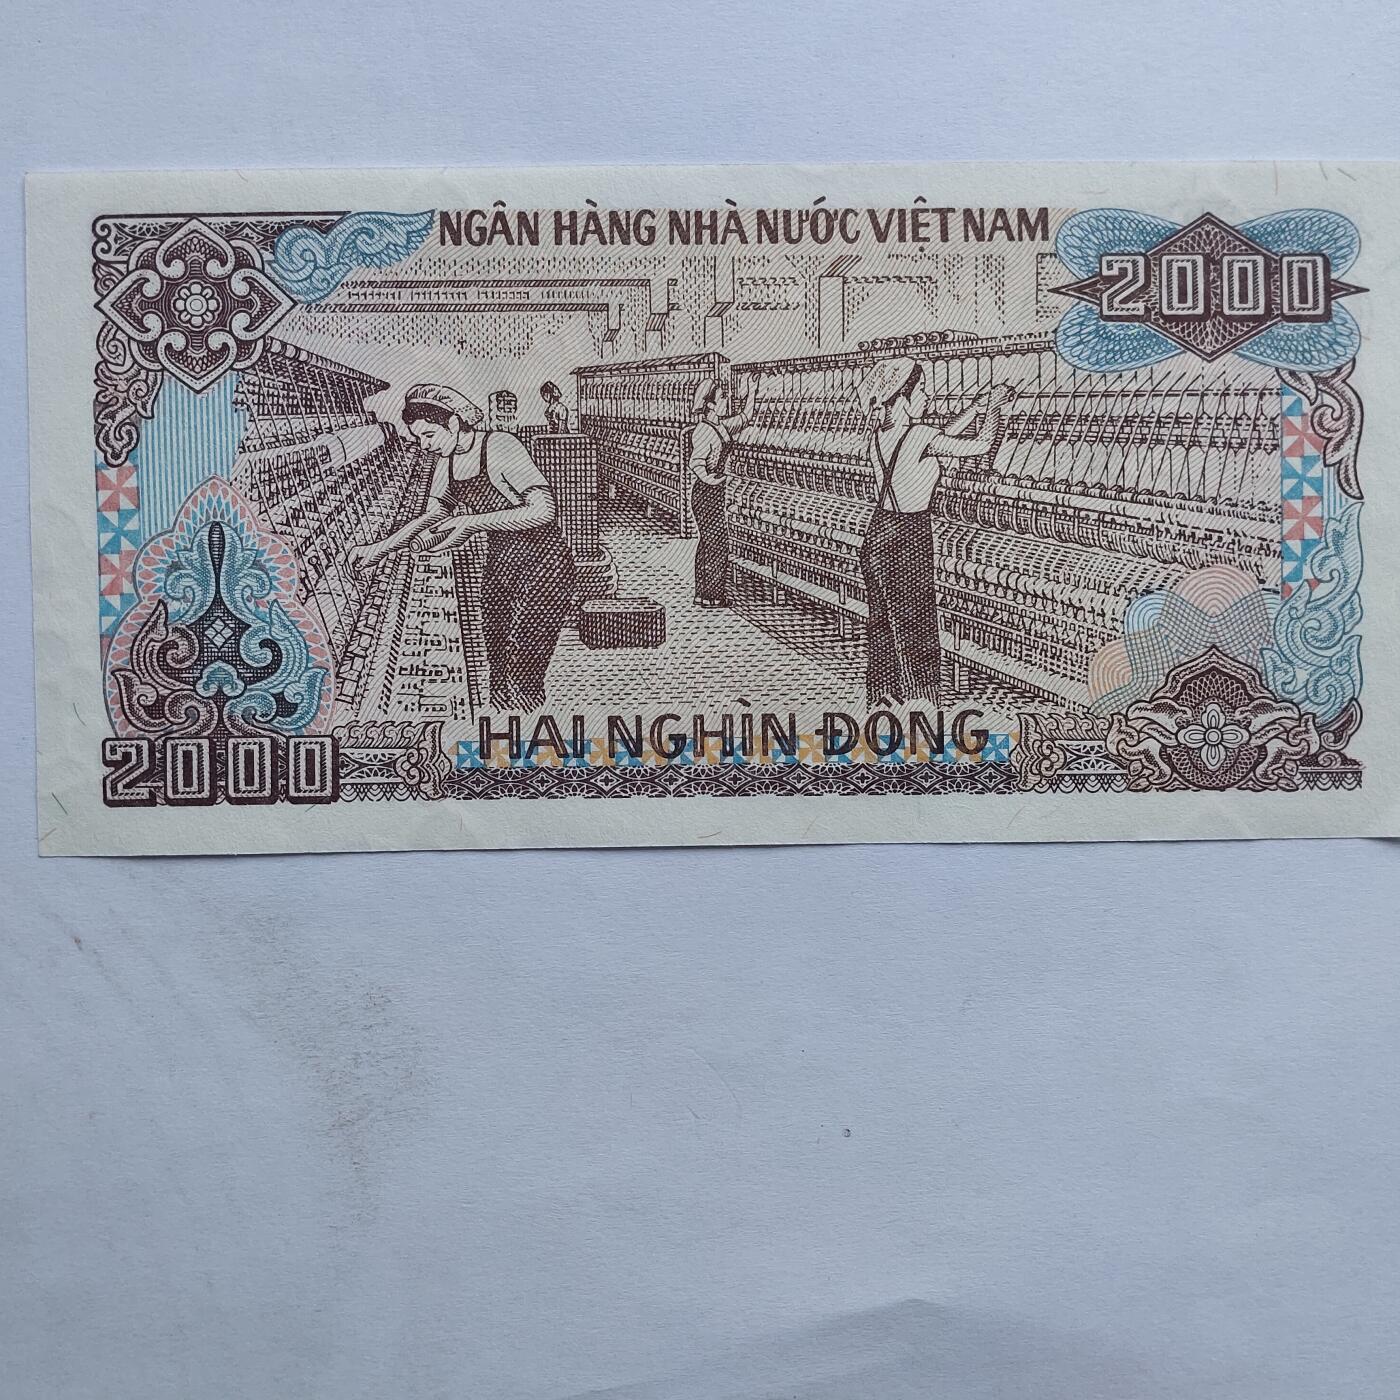 NGÂN HÀNG NHÀ NƯỚC VIỆT NAM
2000
HAI NGHÌN ĐỒNG
2000